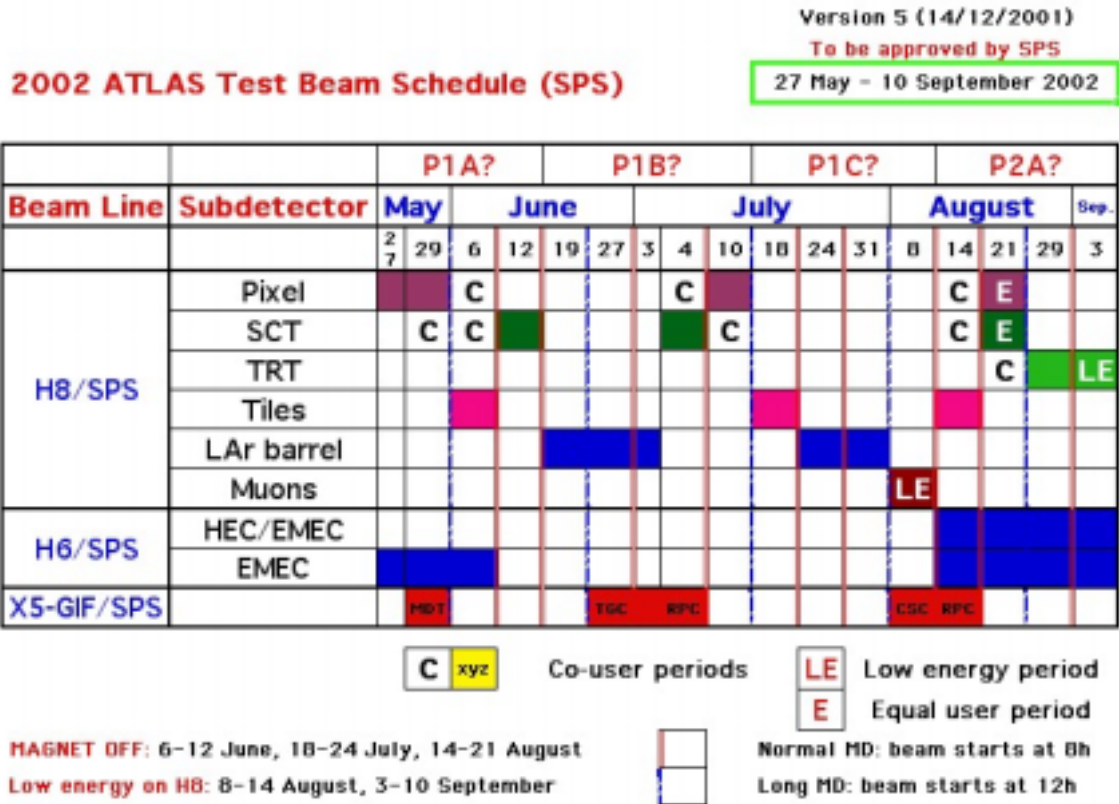 Version 5 (14/12/2001)
To be approved by SPS
2002 ATLAS Test Beam Schedule (SPS)
27 May - 10 September 2002
P1A? P1B? P1C? P2A?
Beam Line Subdetector May June July August Sep.
27 29 6 12 19 27 3 4 10 18 24 31 8 14 21 29 3
Pixel C C C E
SCT C C C C E
H8/SPS
TRT C LE
Tiles
LAr barrel
Muons LE
H6/SPS
HEC/EMEC
EMEC
X5-GIF/SPS MDT TGC RPC CSC RPC
C xyz Co-user periods LE Low energy period
E Equal user period
MAGNET OFF: 6-12 June, 18-24 July, 14-21 August Normal MD: beam starts at 8h
Low energy on H8: 8-14 August, 3-10 September Long MD: beam starts at 12h